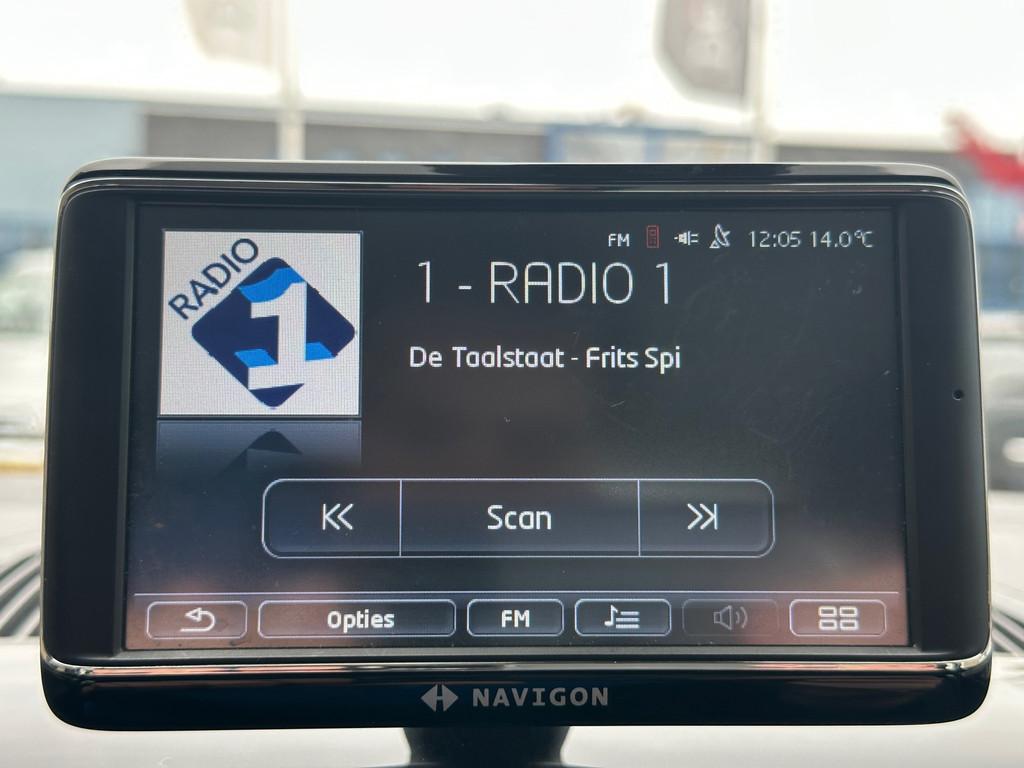 RADIO
1
FM 12:05 14.0°C
1 - RADIO 1
De Taalstaat - Frits Spi
Scan
Opties
FM
NAVIGON